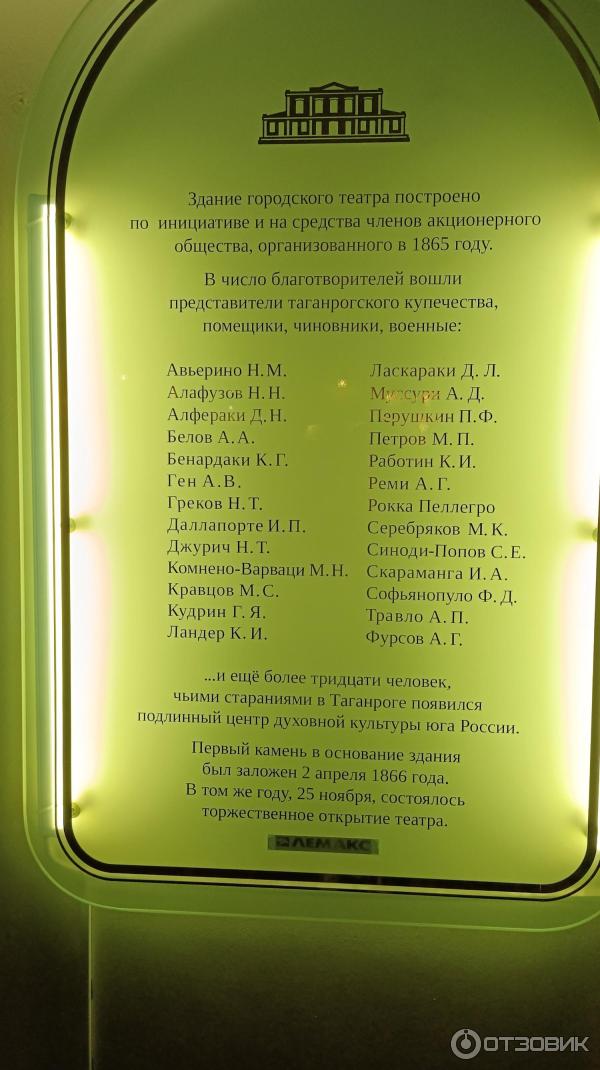 Здание городского театра построено
по инициативе и на средства членов акционерного
общества, организованного в 1865 году.
В число благотворителей вошли
представители таганрогского купечества,
помещики, чиновники, военные:
Авьерино Н.М.
Алафузов Н.Н.
Алфераки Д.Н.
Белов А.А.
Бенардаки К.Г.
Ген А.В.
Греков Н.Т.
Даллапорте И.П.
Джурич Н.Т.
Комнено-Варваци М.Н.
Кравцов М.С.
Кудрин Г.Я.
Ландер К.И.
Ласкараки Д.Л.
Муссури А.Д.
Перушкин П.Ф.
Петров М.П.
Работин К.И.
Реми А.Г.
Рокка Пеллегро
Серебряков М.К.
Синоди-Попов С.Е.
Скараманга И.А.
Софьянопуло Ф.Д.
Травло А.П.
Фурсов А.Г.
...и ещё более тридцати человек,
чьими стараниями в Таганроге появился
подлинный центр духовной культуры юга России.
Первый камень в основание здания
был заложен 2 апреля 1866 года.
В том же году, 25 ноября, состоялось
торжественное открытие театра.
ЛЕМАКС
ОТЗОВИК